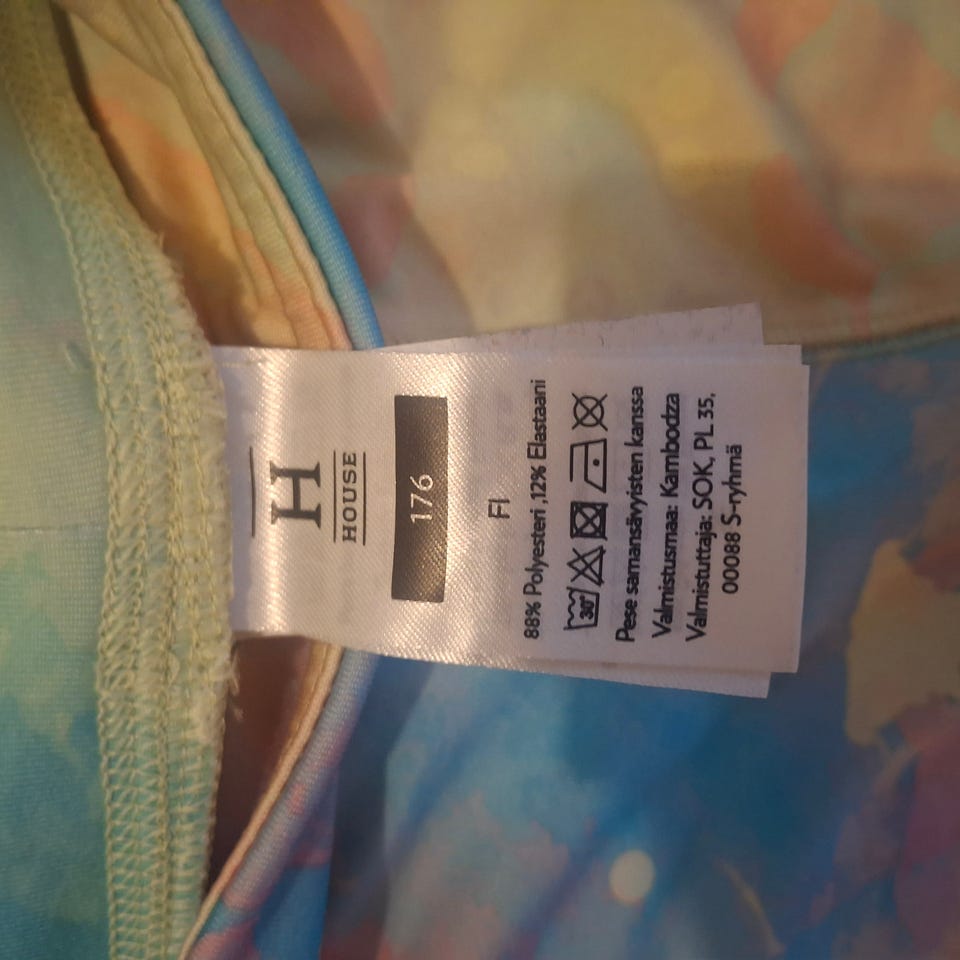 H
HOUSE
176
FI
88% Polyesteri ,12% Elastaani
30°
Pese samansävyisten kanssa
Valmistusmaa: Kambodza
Valmistuttaja: SOK, PL 35,
00088 S-ryhmä